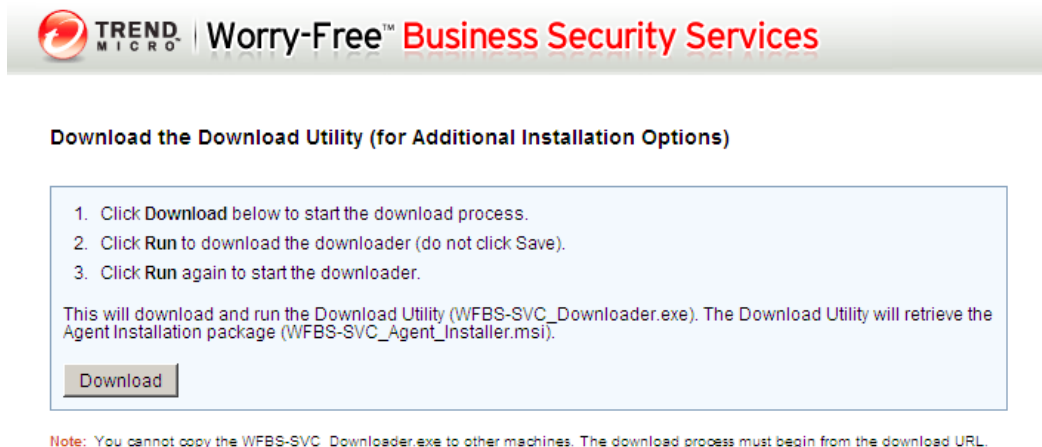 TREND MICRO | Worry-Free™ Business Security Services
Download the Download Utility (for Additional Installation Options)
1. Click Download below to start the download process.
2. Click Run to download the downloader (do not click Save).
3. Click Run again to start the downloader.
This will download and run the Download Utility (WFBS-SVC_Downloader.exe). The Download Utility will retrieve the
Agent Installation package (WFBS-SVC_Agent_Installer.msi).
Download
Note: You cannot copy the WFBS-SVC_Downloader.exe to other machines. The download process must begin from the download URL.